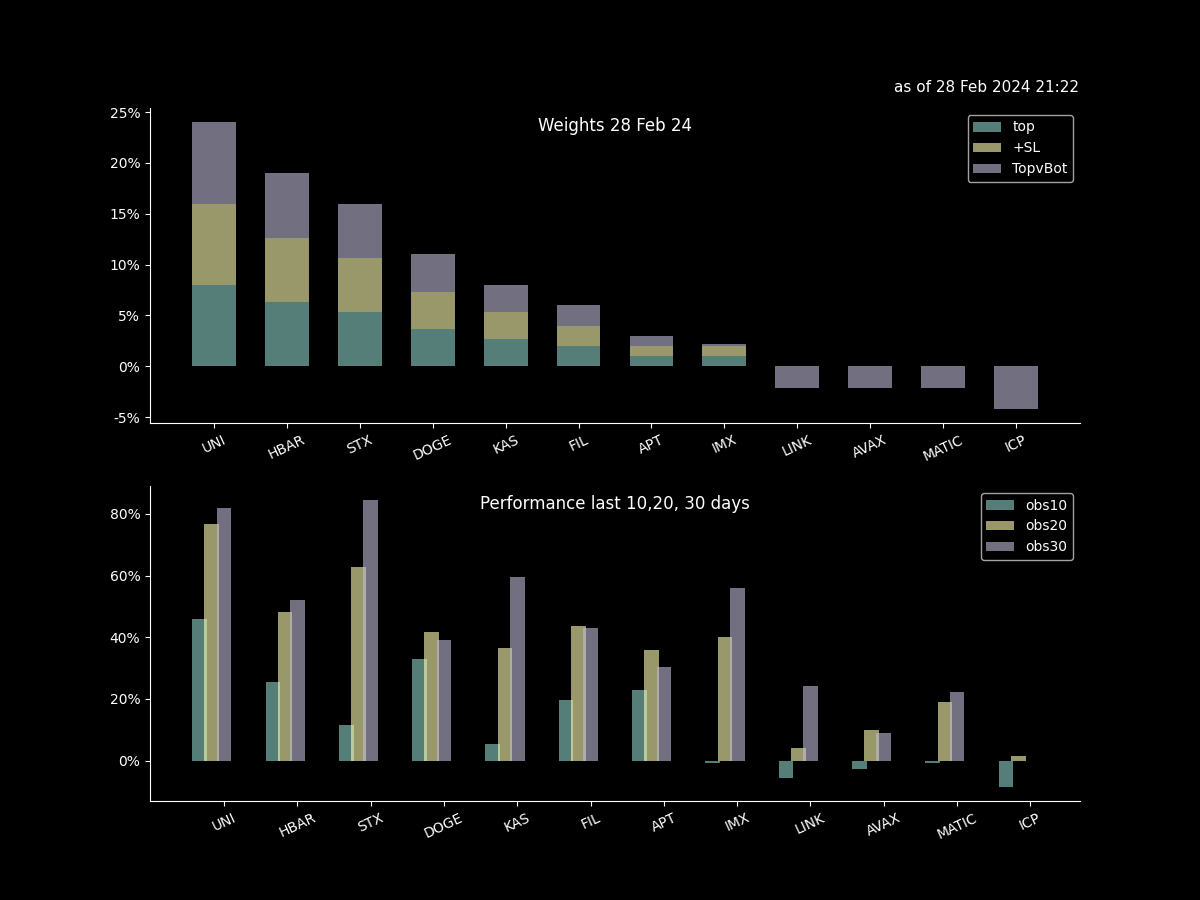 as of 28 Feb 2024 21:22
Weights 28 Feb 24
top
+SL
TopvBot
25%
20%
15%
10%
5%
0%
-5%
UNI HBAR STX DOGE KAS FIL APT IMX LINK AVAX MATIC ICP
Performance last 10,20, 30 days
obs10
obs20
obs30
80%
60%
40%
20%
0%
UNI HBAR STX DOGE KAS FIL APT IMX LINK AVAX MATIC ICP